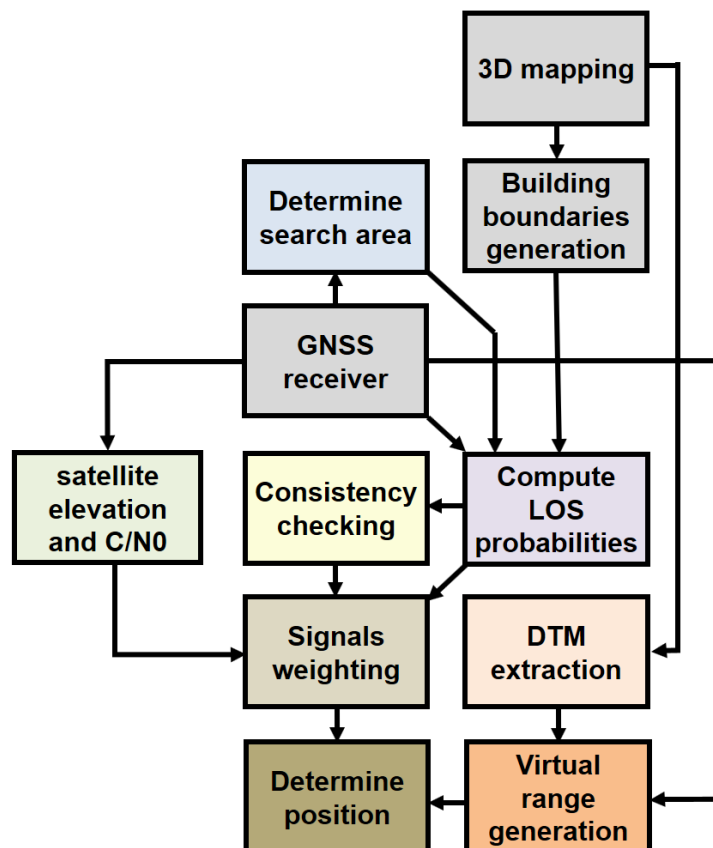 3D mapping
Building
boundaries
generation
Determine
search area
GNSS
receiver
satellite
elevation
and C/N0
Consistency
checking
Compute
LOS
probabilities
Signals
weighting
DTM
extraction
Determine
position
Virtual
range
generation